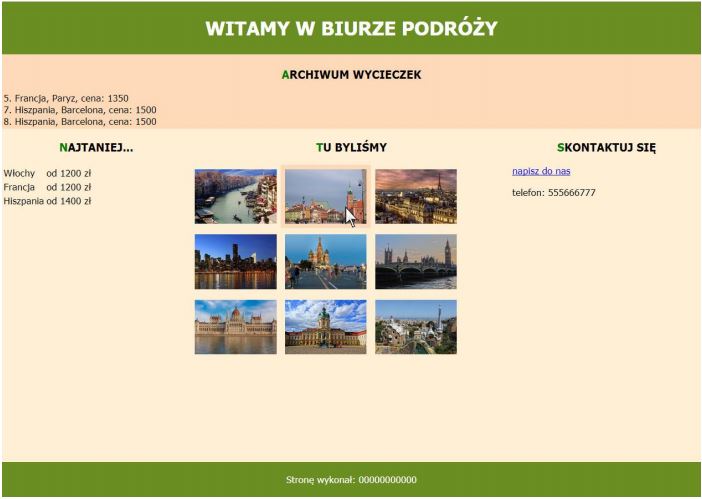 WITAMY W BIURZE PODRÓŻY
ARCHIWUM WYCIECZEK
5. Francja, Paryz, cena: 1350
7. Hiszpania, Barcelona, cena: 1500
8. Hiszpania, Barcelona, cena: 1500
NAJTANIEJ...
Włochy od 1200 zł
Francja od 1200 zł
Hiszpania od 1400 zł
TU BYLIŚMY
SKONTAKTUJ SIĘ
napisz do nas
telefon: 555666777
Stronę wykonał: 00000000000